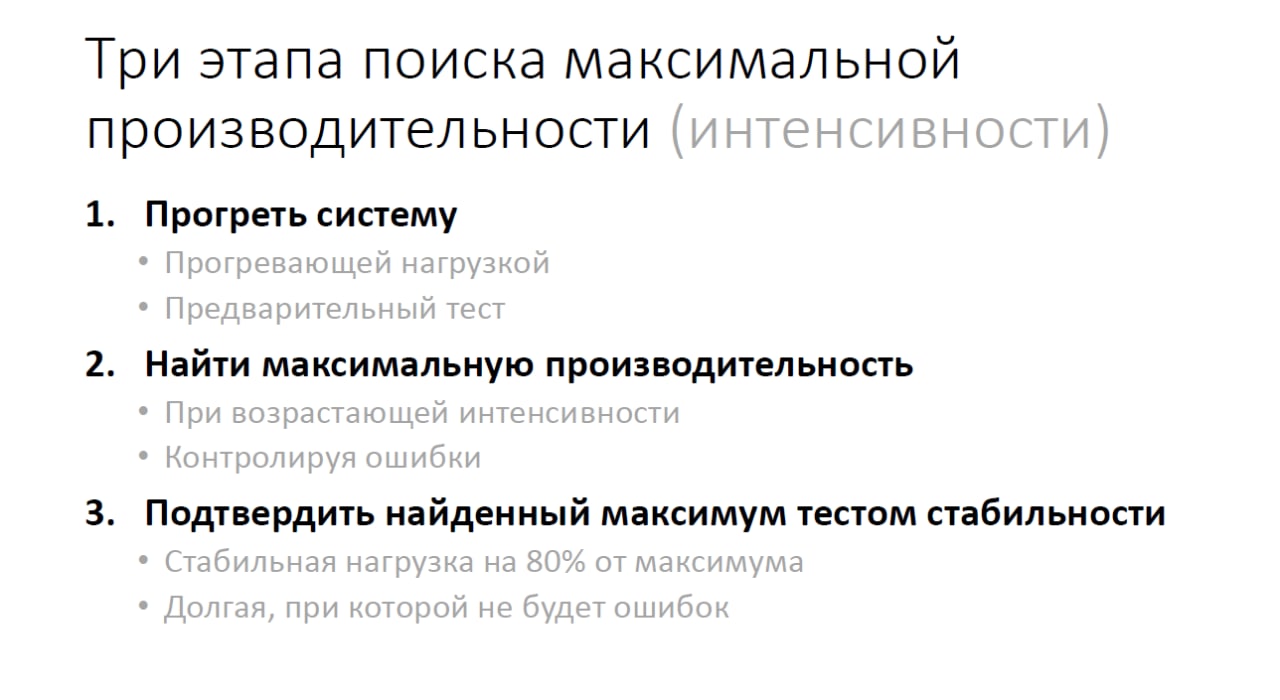 Три этапа поиска максимальной
производительности (интенсивности)
1. Прогреть систему
• Прогревающей нагрузкой
• Предварительный тест
2. Найти максимальную производительность
• При возрастающей интенсивности
• Контролируя ошибки
3. Подтвердить найденный максимум тестом стабильности
• Стабильная нагрузка на 80% от максимума
• Долгая, при которой не будет ошибок